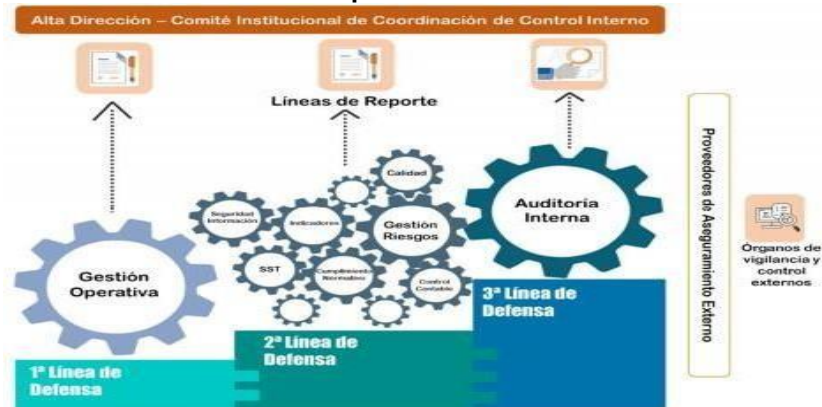 Alta Dirección – Comité Institucional de Coordinación de Control Interno
Líneas de Reporte
Gestión
Operativa
Seguridad
Información
Indicadores
Calidad
Gestión
Riesgos
SST
Cumplimiento
Normativo
Control
Contable
Auditoría
Interna
1ª Línea de
Defensa
2ª Línea de
Defensa
3ª Línea de
Defensa
Proveedores de Aseguramiento Externo
Órganos de
vigilancia y
control
externos